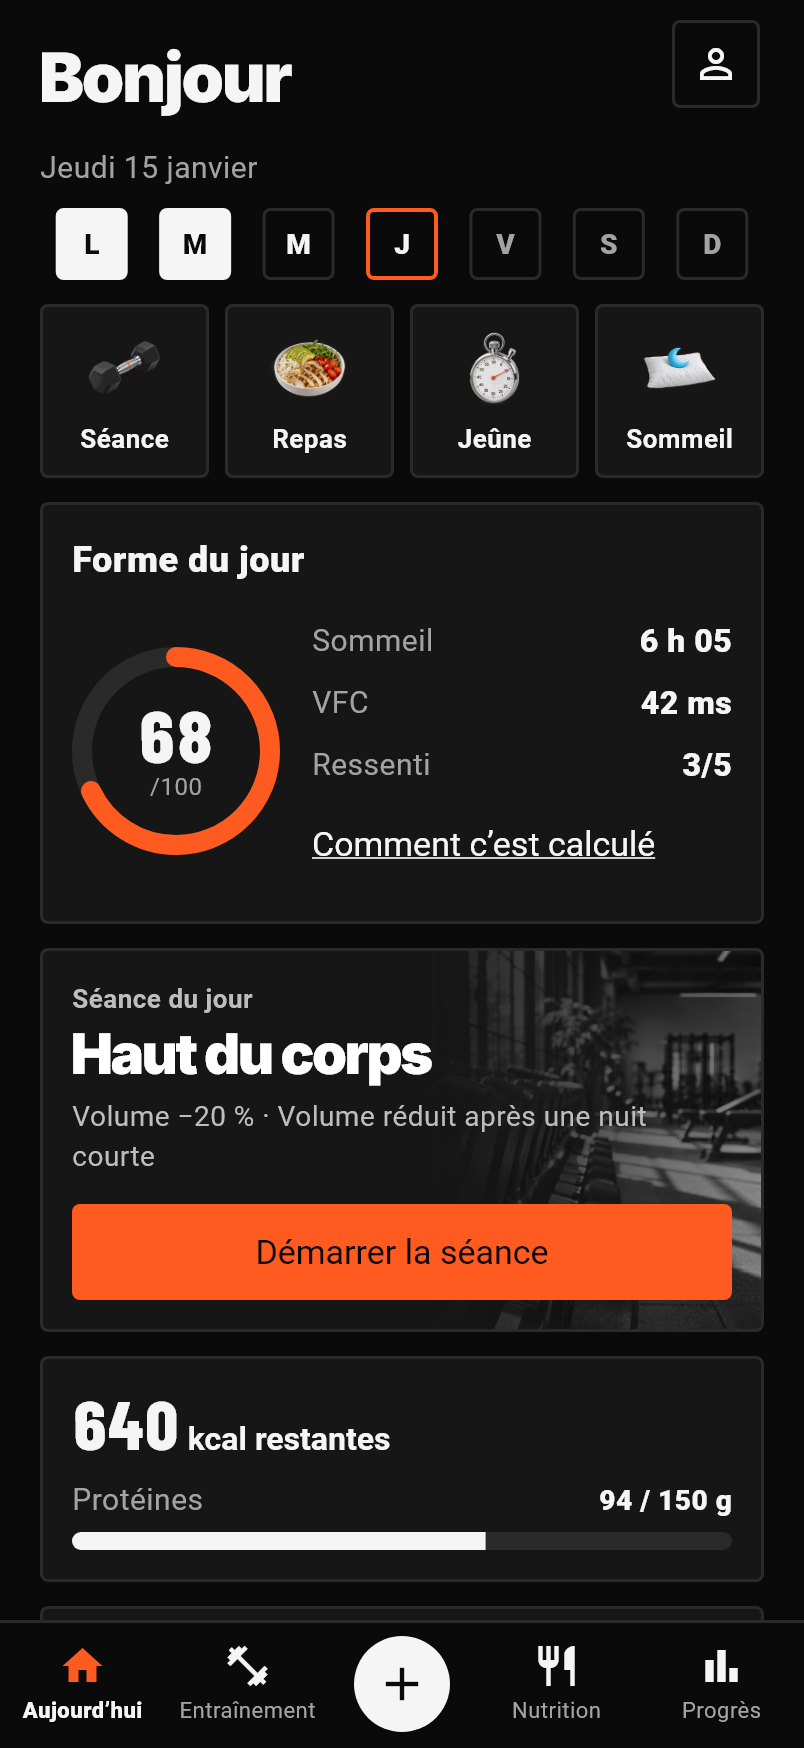 Bonjour
Jeudi 15 janvier
L M M J V S D
Séance Repas Jeûne Sommeil
Forme du jour
68
/100
Sommeil 6 h 05
VFC 42 ms
Ressenti 3/5
Comment c’est calculé
Séance du jour
Haut du corps
Volume −20 % · Volume réduit après une nuit
courte
Démarrer la séance
640 kcal restantes
Protéines 94 / 150 g
Aujourd’hui Entraînement + Nutrition Progrès